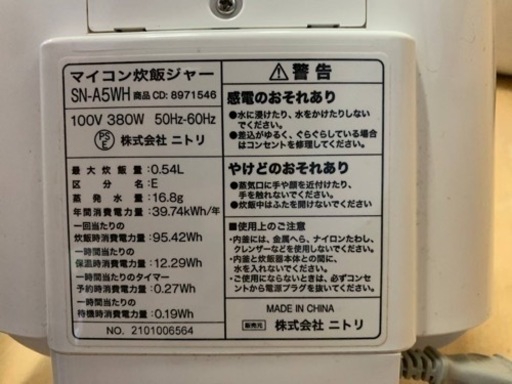 マイコン炊飯ジャー
SN-A5WH 商品CD: 8971546
100V 380W 50Hz-60Hz
PSE 株式会社 ニトリ
最大炊飯量:0.54L
区分名:E
蒸発水量:16.8g
年間消費電力量:39.74kWh/年
一回当たりの
炊飯時消費電力量:95.42Wh
一時間当たりの
保温時消費電力量:12.29Wh
一時間当たりのタイマー
予約時消費電力量:0.27Wh
一時間当たりの
待機時消費電力量:0.19Wh
NO. 2101006564
⚠警告
感電のおそれあり
●水に浸けたり、水をかけたりしない
でください。
●差込がゆるく、ぐらぐらしている場合
はコンセントを修理してください。
やけどのおそれあり
●蒸気口に手や顔を近付けたり、
手を触れないでください。
●炊飯中はふたを開けないでください
■使用上のご注意
・内釜には、金属へら、ナイロンたわし、
クレンザーなどを使用しないでください。
・内釜と炊飯器本体との間に、
水を入れないでください。
・ご使用にならないときは、必ずコンセ
ントから電源プラグを抜いてください。
MADE IN CHINA
販売元 株式会社 ニトリ